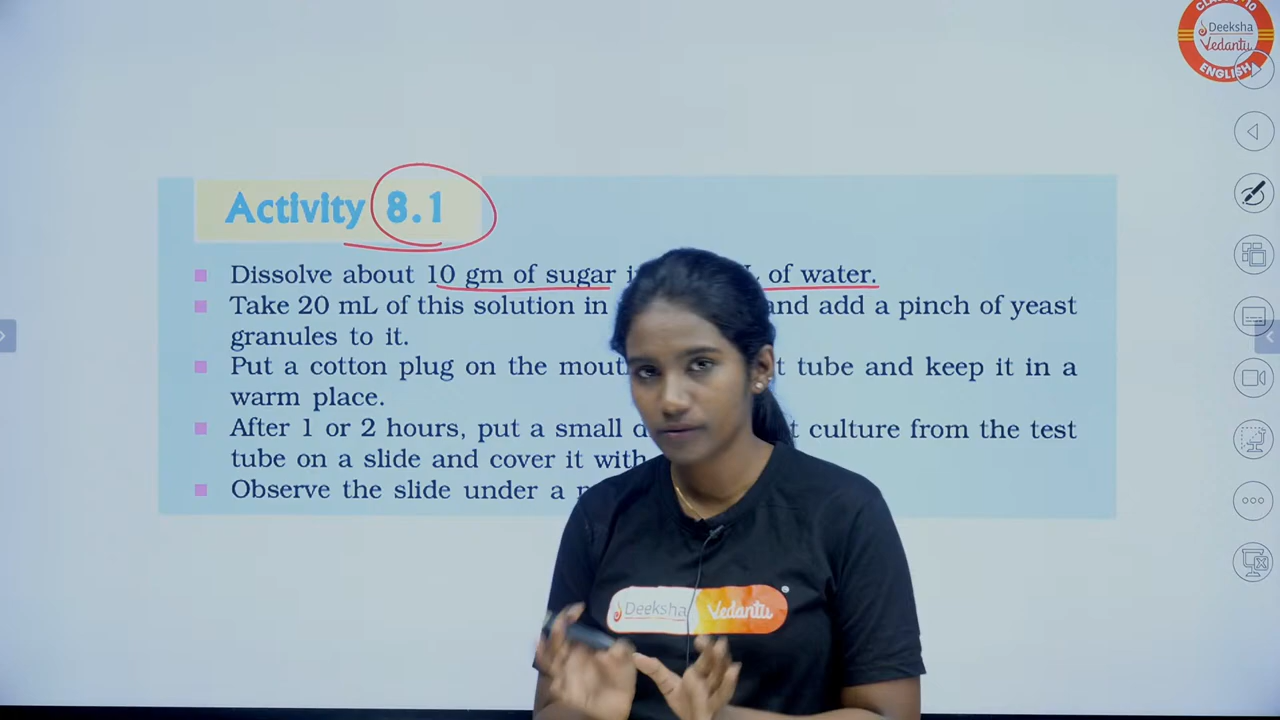 CLASS 9-10
Deeksha
Vedantu
ENGLISH
Activity 8.1
Dissolve about 10 gm of sugar of water.
Take 20 mL of this solution in and add a pinch of yeast
granules to it.
Put a cotton plug on the tube and keep it in a
warm place.
After 1 or 2 hours, put a small culture from the test
tube on a slide and cover it with
Observe the slide under a
Deeksha Vedantu